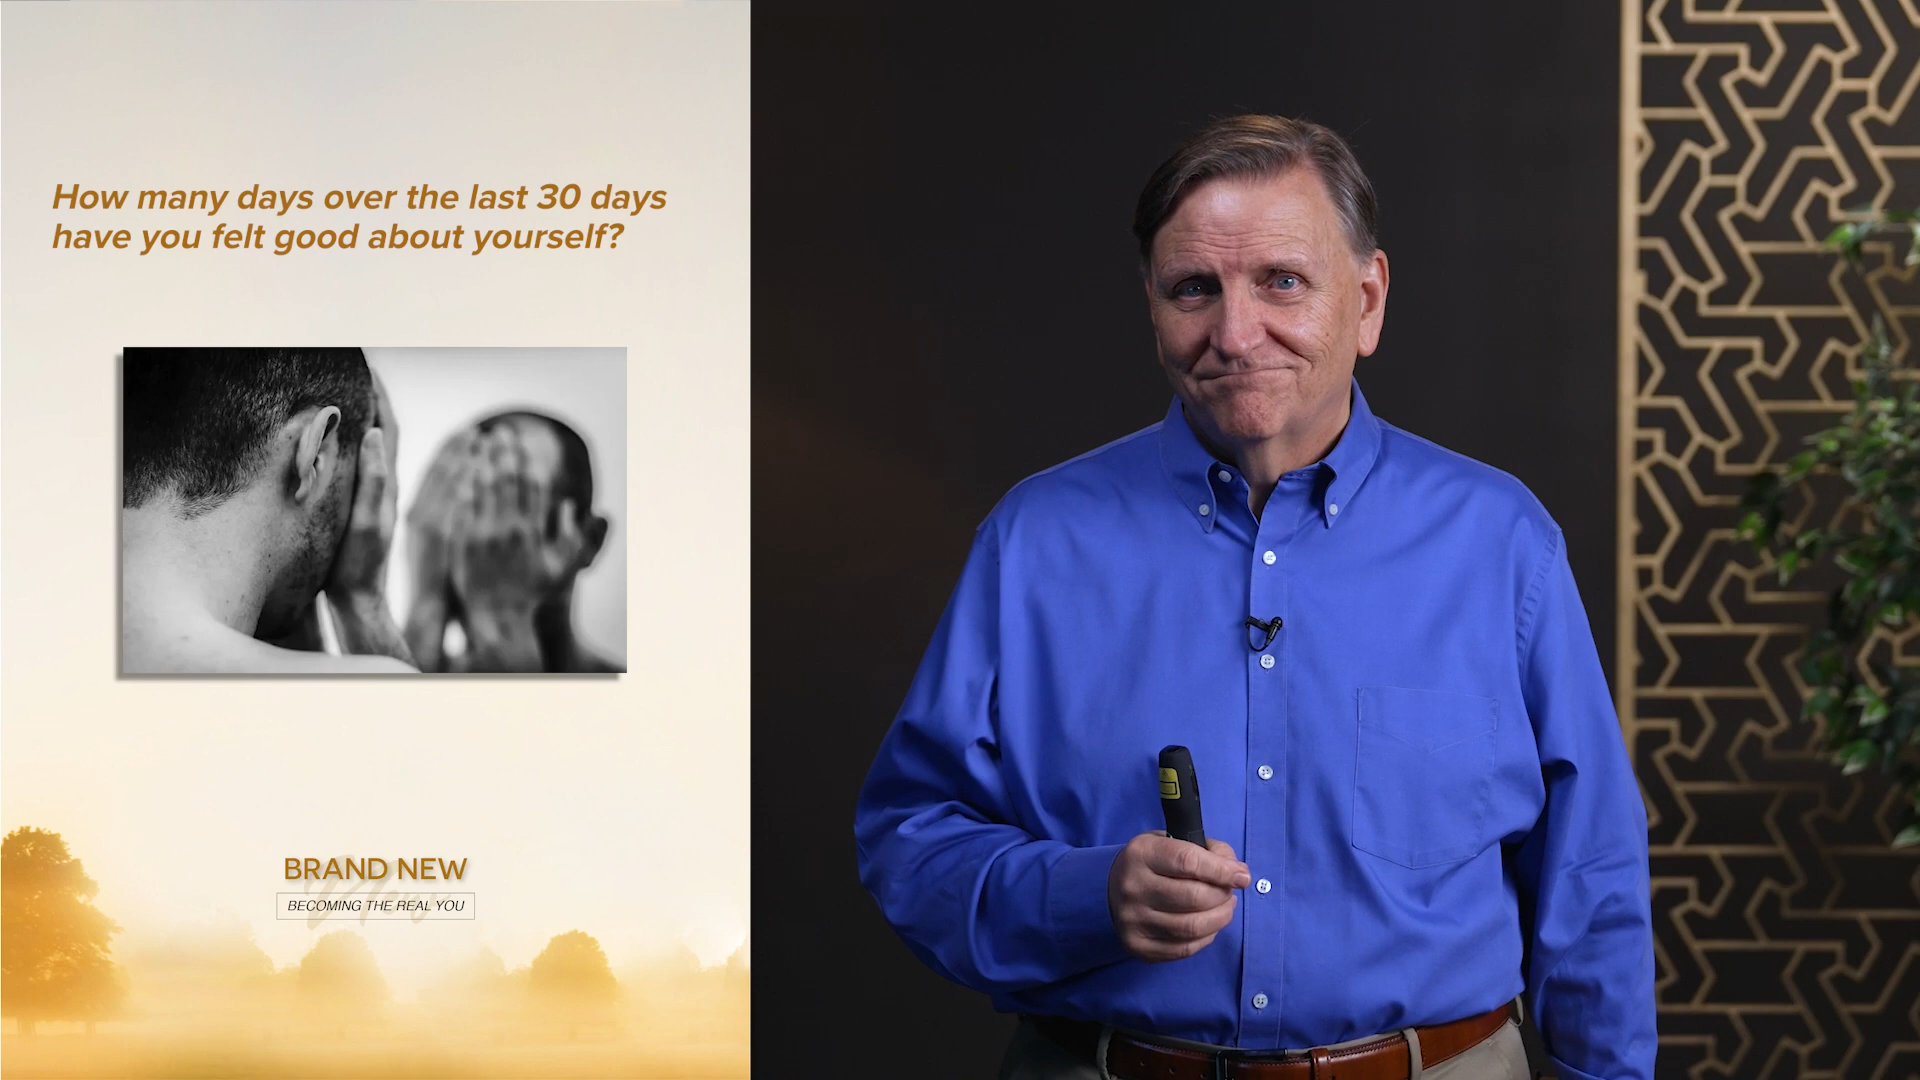 How many days over the last 30 days
have you felt good about yourself?
BRAND NEW
BECOMING THE REAL YOU